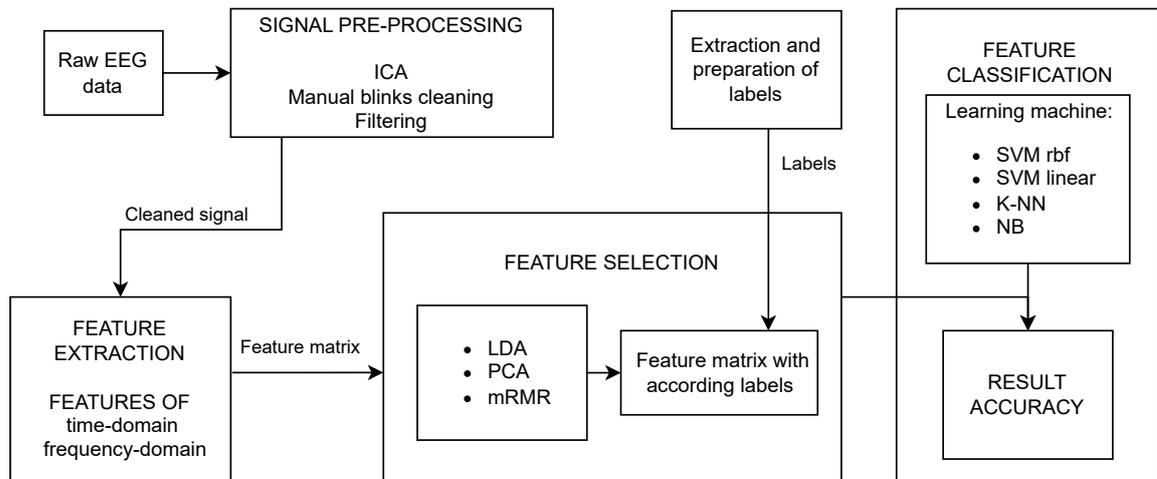 Raw EEG
data
SIGNAL PRE-PROCESSING
ICA
Manual blinks cleaning
Filtering
Extraction and
preparation of
labels
FEATURE
CLASSIFICATION
Learning machine:
• SVM rbf
• SVM linear
• K-NN
• NB
Labels
Cleaned signal
FEATURE SELECTION
FEATURE
EXTRACTION
FEATURES OF
time-domain
frequency-domain
Feature matrix
• LDA
• PCA
• mRMR
Feature matrix with
according labels
RESULT
ACCURACY